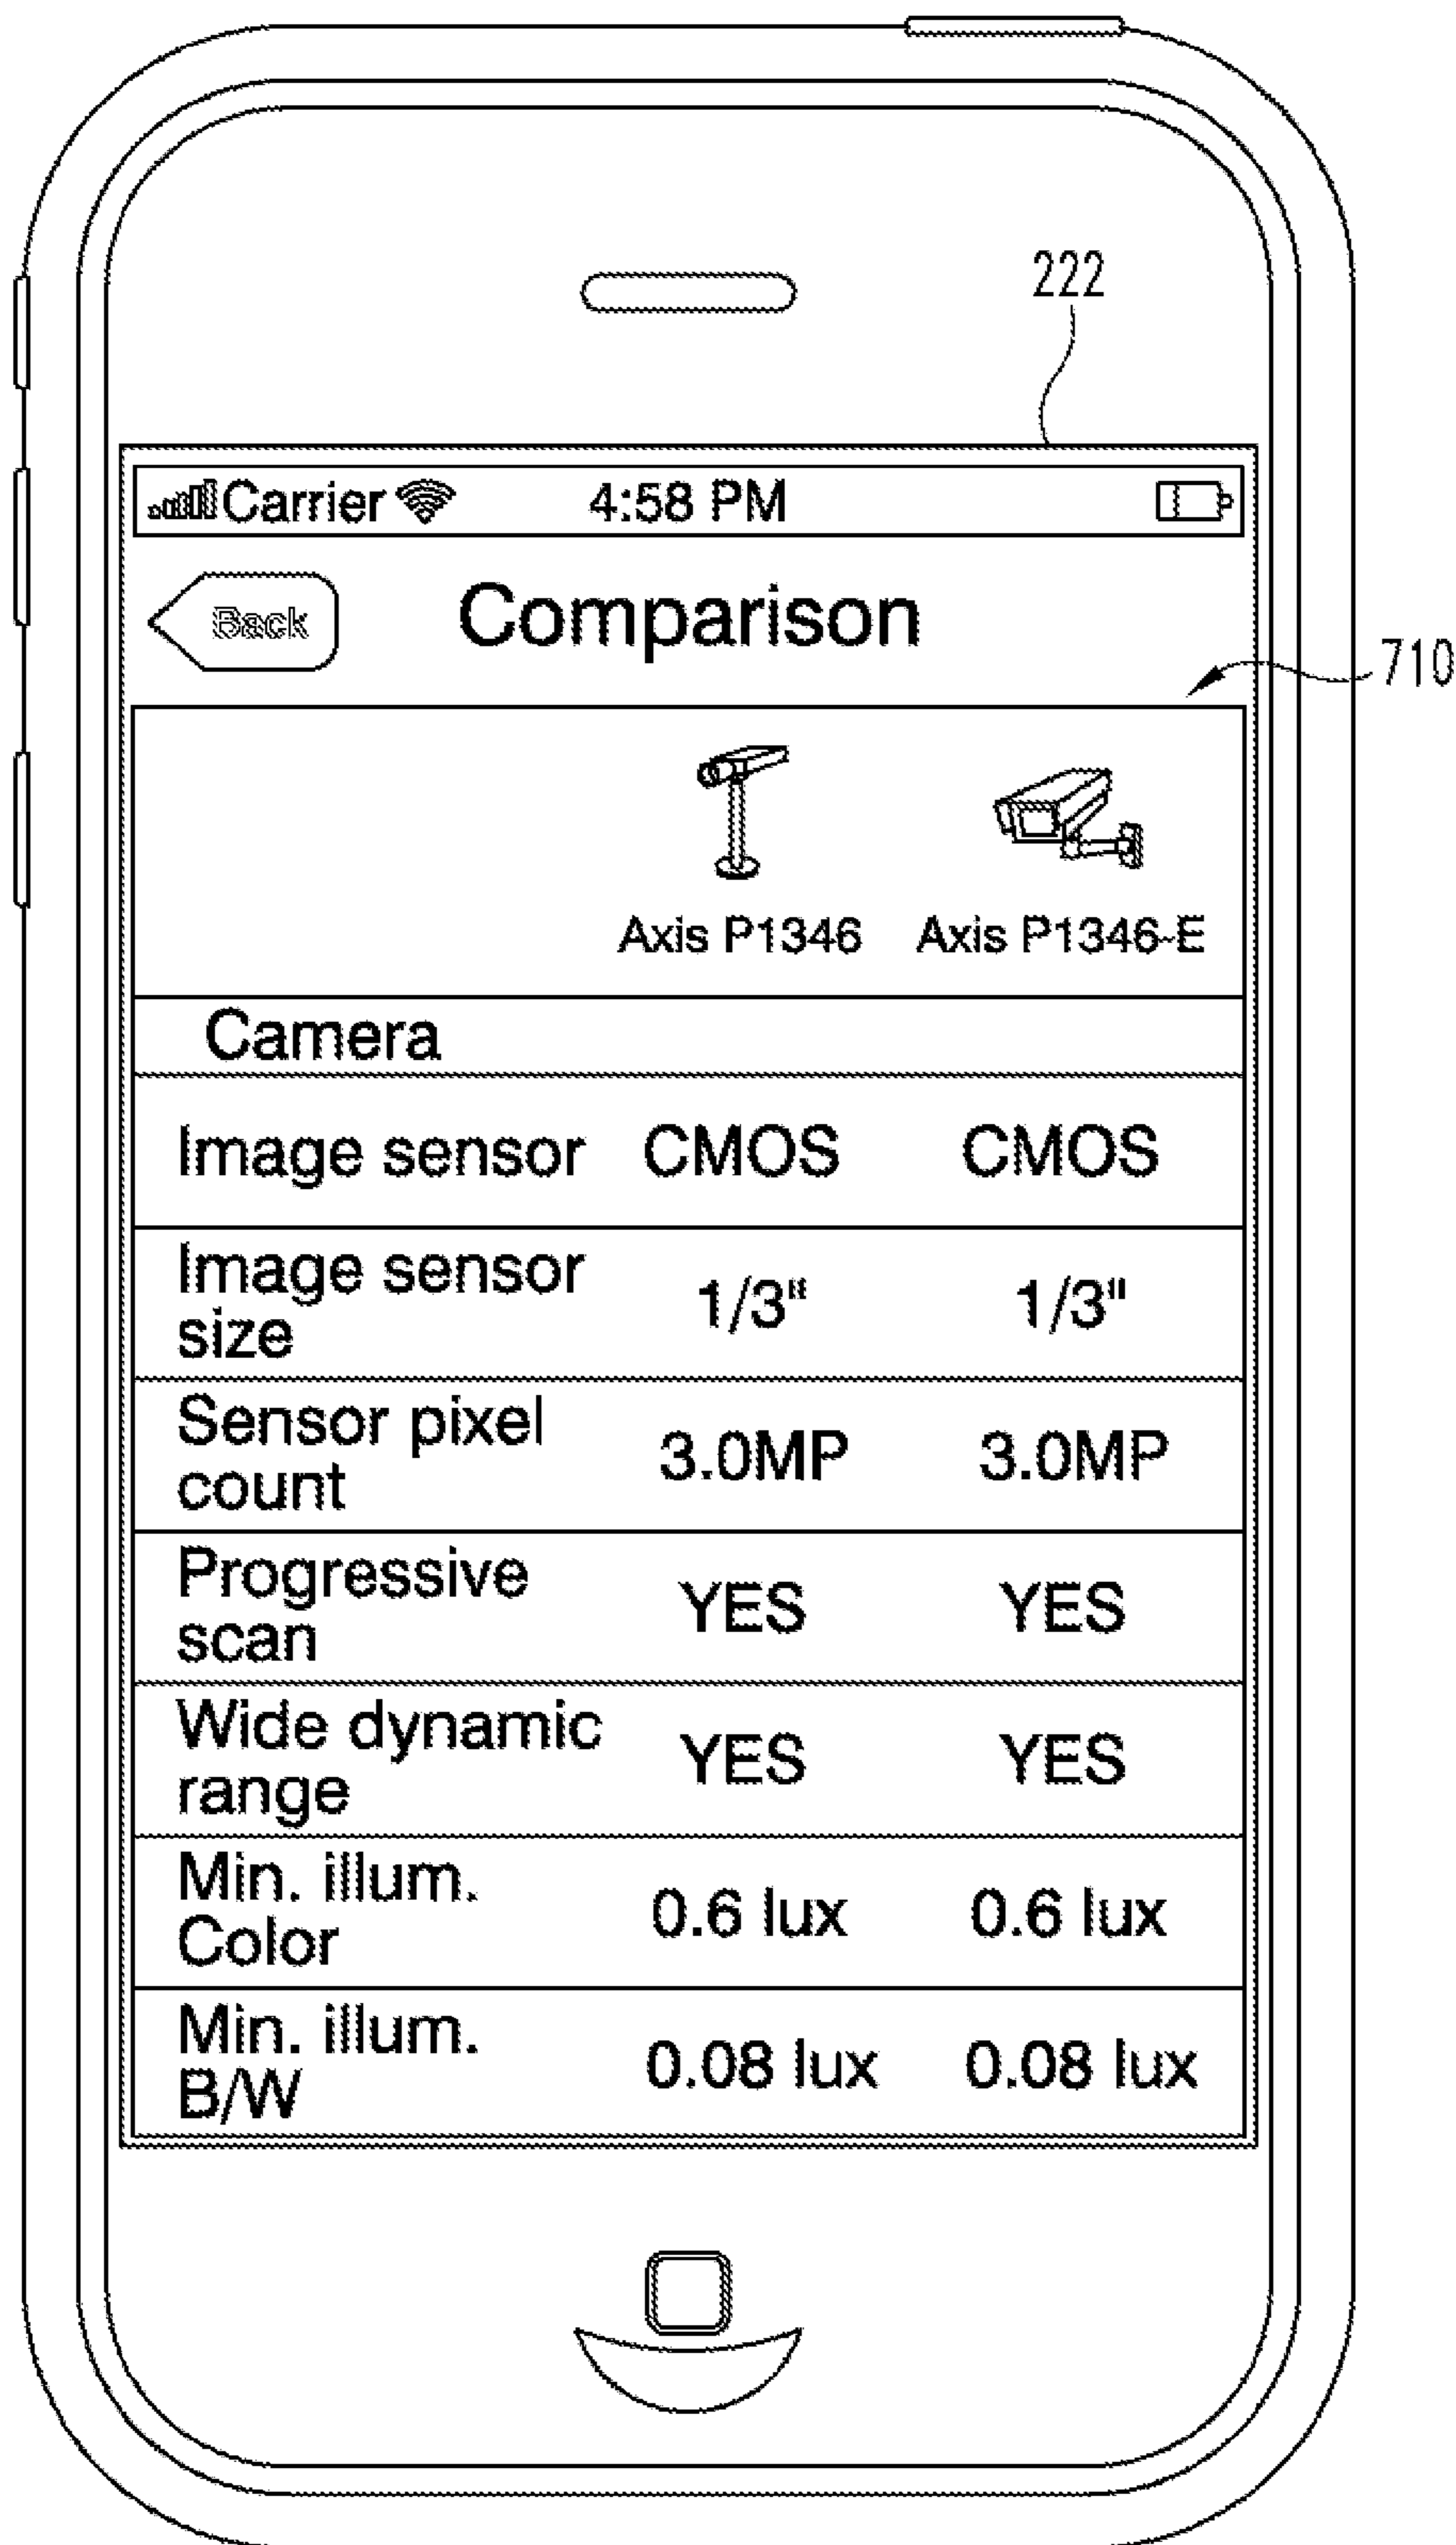 222
Carrier 4:58 PM
Back Comparison
710
Axis P1346 Axis P1346-E
Camera
Image sensor CMOS CMOS
Image sensor
size 1/3" 1/3"
Sensor pixel
count 3.0MP 3.0MP
Progressive
scan YES YES
Wide dynamic
range YES YES
Min. illum.
Color 0.6 lux 0.6 lux
Min. illum.
B/W 0.08 lux 0.08 lux